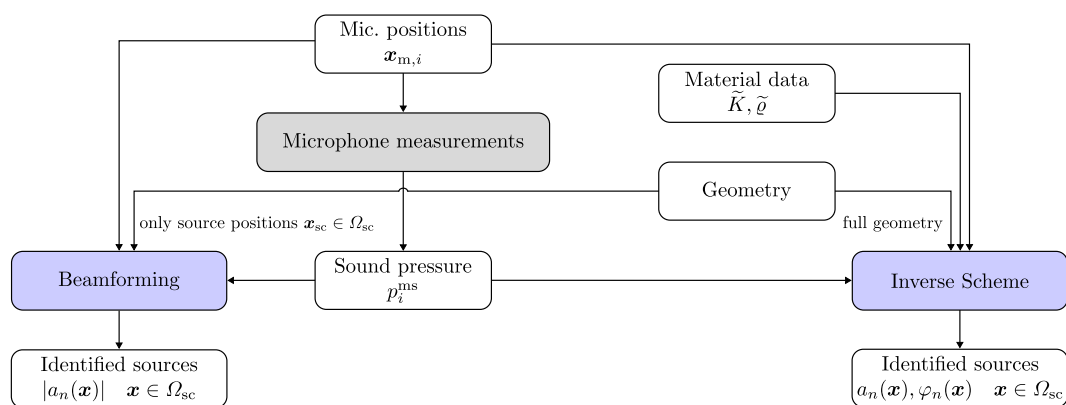 Mic. positions
𝒙ₘ,ᵢ
Material data
K̃, ϱ̃
Microphone measurements
Geometry
only source positions 𝒙_sc ∈ Ω_sc
full geometry
Beamforming
Sound pressure
p_i^ms
Inverse Scheme
Identified sources
|a_n(𝒙)| 𝒙 ∈ Ω_sc
Identified sources
a_n(𝒙), φ_n(𝒙) 𝒙 ∈ Ω_sc